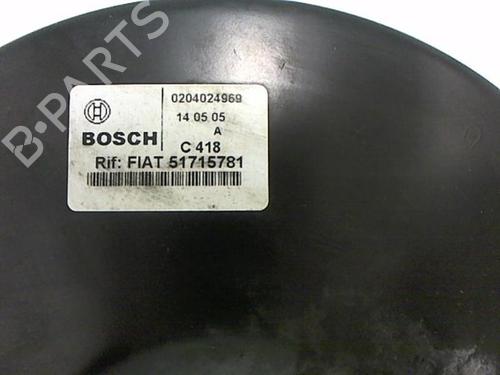 B-PARTS
BOSCH
0204024969
14 05 05
A
C 418
Rif: FIAT 51715781